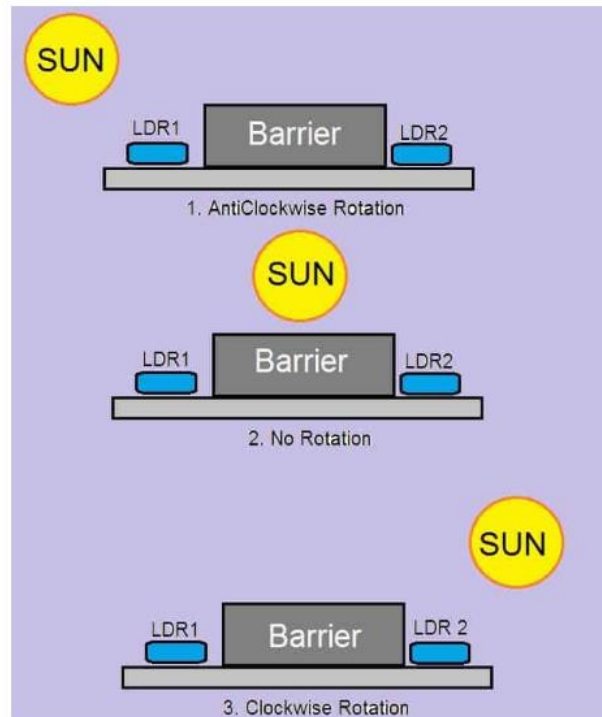 SUN
LDR1 Barrier LDR2
1. AntiClockwise Rotation
SUN
LDR1 Barrier LDR2
2. No Rotation
SUN
LDR1 Barrier LDR 2
3. Clockwise Rotation